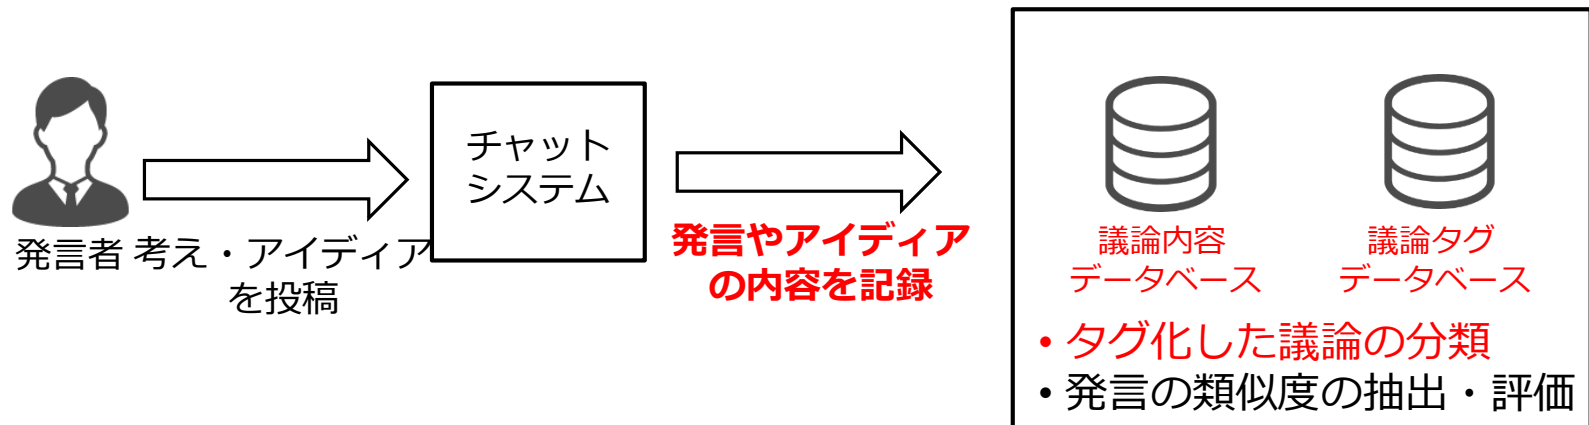 発言者
考え・アイディア
を投稿
チャット
システム
発言やアイディア
の内容を記録
議論内容
データベース
議論タグ
データベース
・タグ化した議論の分類
・発言の類似度の抽出・評価